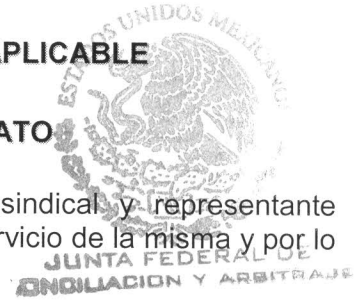 APLICABLE
ATO
ESTADOS UNIDOS MEXICANOS
sindical y representante
rvicio de la misma y por lo
JUNTA FEDERAL DE
CONCILIACION Y ARBITRAJE